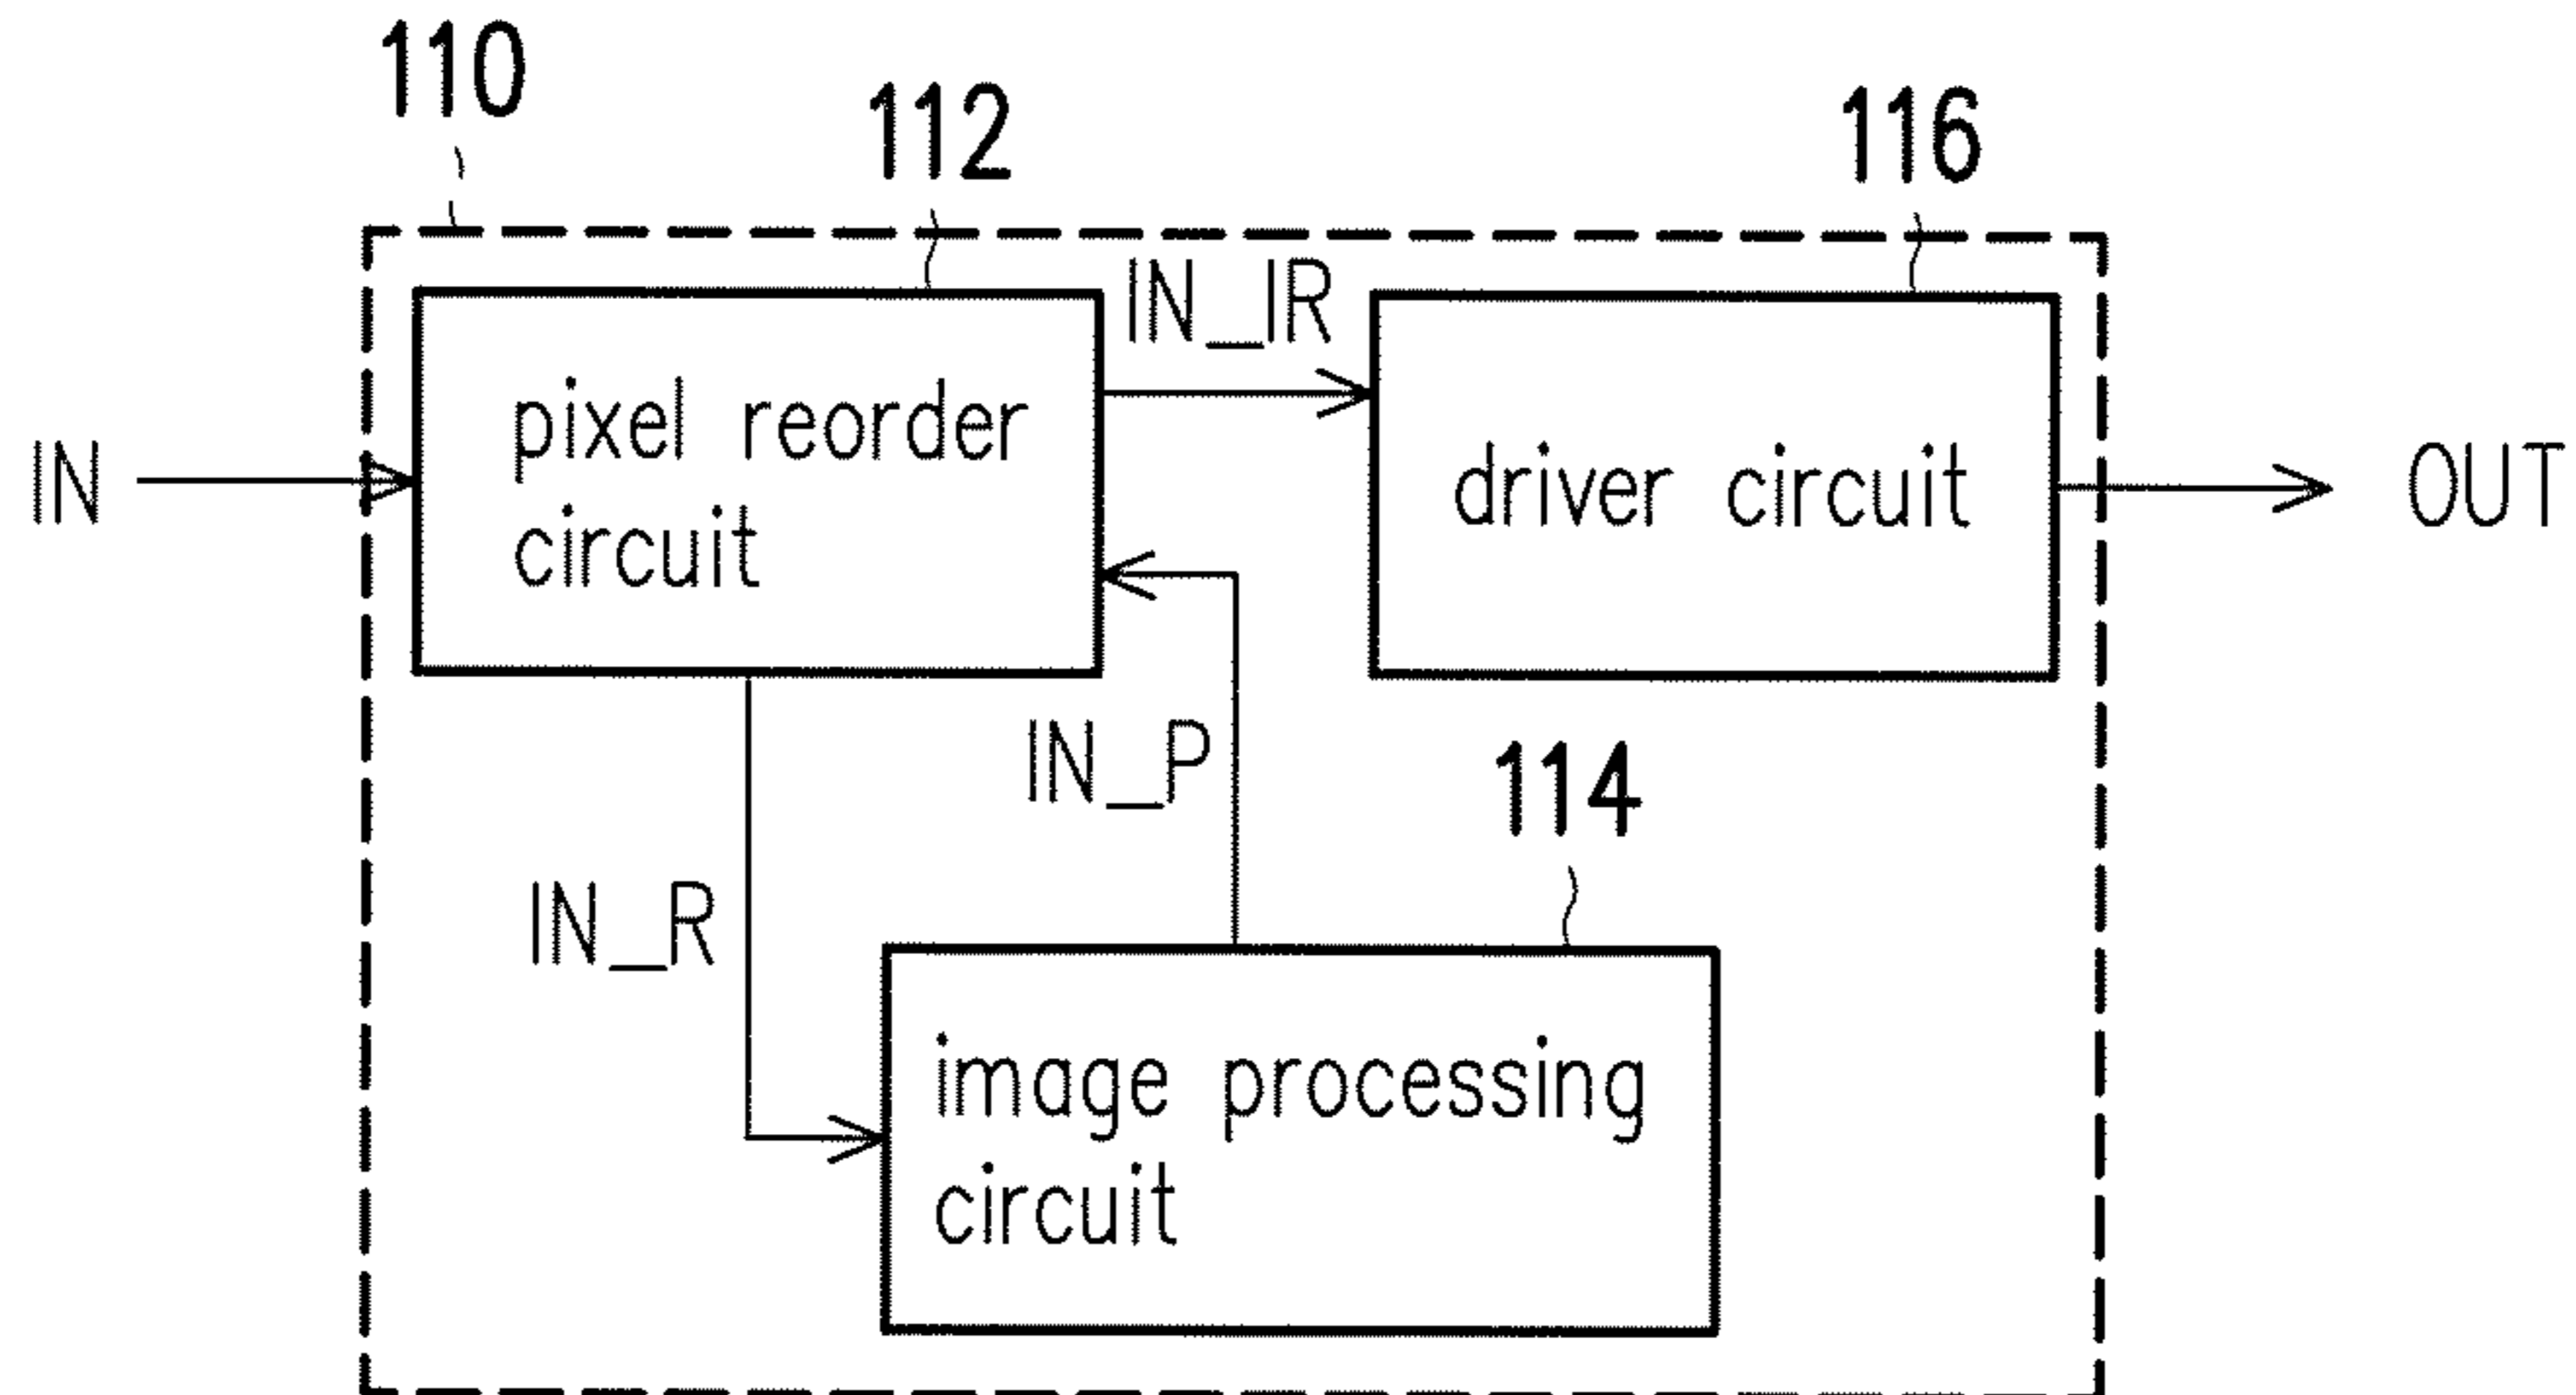 110
112
116
IN_IR
pixel reorder
circuit
driver circuit
IN
OUT
IN_P
114
IN_R
image processing
circuit